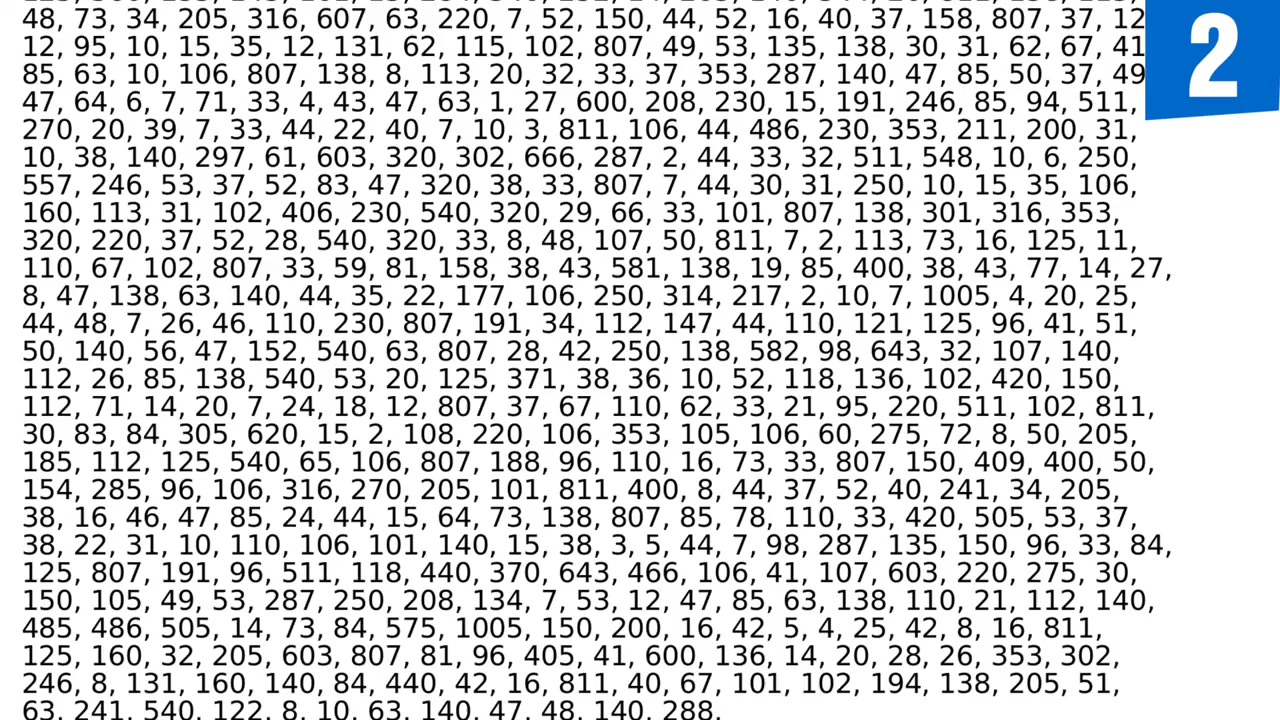 48, 73, 34, 205, 316, 607, 63, 220, 7, 52, 150, 44, 52, 16, 40, 37, 158, 807, 37, 12
12, 95, 10, 15, 35, 12, 131, 62, 115, 102, 807, 49, 53, 135, 138, 30, 31, 62, 67, 41
85, 63, 10, 106, 807, 138, 8, 113, 20, 32, 33, 37, 353, 287, 140, 47, 85, 50, 37, 49
47, 64, 6, 7, 71, 33, 4, 43, 47, 63, 1, 27, 600, 208, 230, 15, 191, 246, 85, 94, 511,
270, 20, 39, 7, 33, 44, 22, 40, 7, 10, 3, 811, 106, 44, 486, 230, 353, 211, 200, 31,
10, 38, 140, 297, 61, 603, 320, 302, 666, 287, 2, 44, 33, 32, 511, 548, 10, 6, 250,
557, 246, 53, 37, 52, 83, 47, 320, 38, 33, 807, 7, 44, 30, 31, 250, 10, 15, 35, 106,
160, 113, 31, 102, 406, 230, 540, 320, 29, 66, 33, 101, 807, 138, 301, 316, 353,
320, 220, 37, 52, 28, 540, 320, 33, 8, 48, 107, 50, 811, 7, 2, 113, 73, 16, 125, 11,
110, 67, 102, 807, 33, 59, 81, 158, 38, 43, 581, 138, 19, 85, 400, 38, 43, 77, 14, 27,
8, 47, 138, 63, 140, 44, 35, 22, 177, 106, 250, 314, 217, 2, 10, 7, 1005, 4, 20, 25,
44, 48, 7, 26, 46, 110, 230, 807, 191, 34, 112, 147, 44, 110, 121, 125, 96, 41, 51,
50, 140, 56, 47, 152, 540, 63, 807, 28, 42, 250, 138, 582, 98, 643, 32, 107, 140,
112, 26, 85, 138, 540, 53, 20, 125, 371, 38, 36, 10, 52, 118, 136, 102, 420, 150,
112, 71, 14, 20, 7, 24, 18, 12, 807, 37, 67, 110, 62, 33, 21, 95, 220, 511, 102, 811,
30, 83, 84, 305, 620, 15, 2, 108, 220, 106, 353, 105, 106, 60, 275, 72, 8, 50, 205,
185, 112, 125, 540, 65, 106, 807, 188, 96, 110, 16, 73, 33, 807, 150, 409, 400, 50,
154, 285, 96, 106, 316, 270, 205, 101, 811, 400, 8, 44, 37, 52, 40, 241, 34, 205,
38, 16, 46, 47, 85, 24, 44, 15, 64, 73, 138, 807, 85, 78, 110, 33, 420, 505, 53, 37,
38, 22, 31, 10, 110, 106, 101, 140, 15, 38, 3, 5, 44, 7, 98, 287, 135, 150, 96, 33, 84,
125, 807, 191, 96, 511, 118, 440, 370, 643, 466, 106, 41, 107, 603, 220, 275, 30,
150, 105, 49, 53, 287, 250, 208, 134, 7, 53, 12, 47, 85, 63, 138, 110, 21, 112, 140,
485, 486, 505, 14, 73, 84, 575, 1005, 150, 200, 16, 42, 5, 4, 25, 42, 8, 16, 811,
125, 160, 32, 205, 603, 807, 81, 96, 405, 41, 600, 136, 14, 20, 28, 26, 353, 302,
246, 8, 131, 160, 140, 84, 440, 42, 16, 811, 40, 67, 101, 102, 194, 138, 205, 51,
63, 241, 540, 122, 8, 10, 63, 140, 47, 48, 140, 288.
2